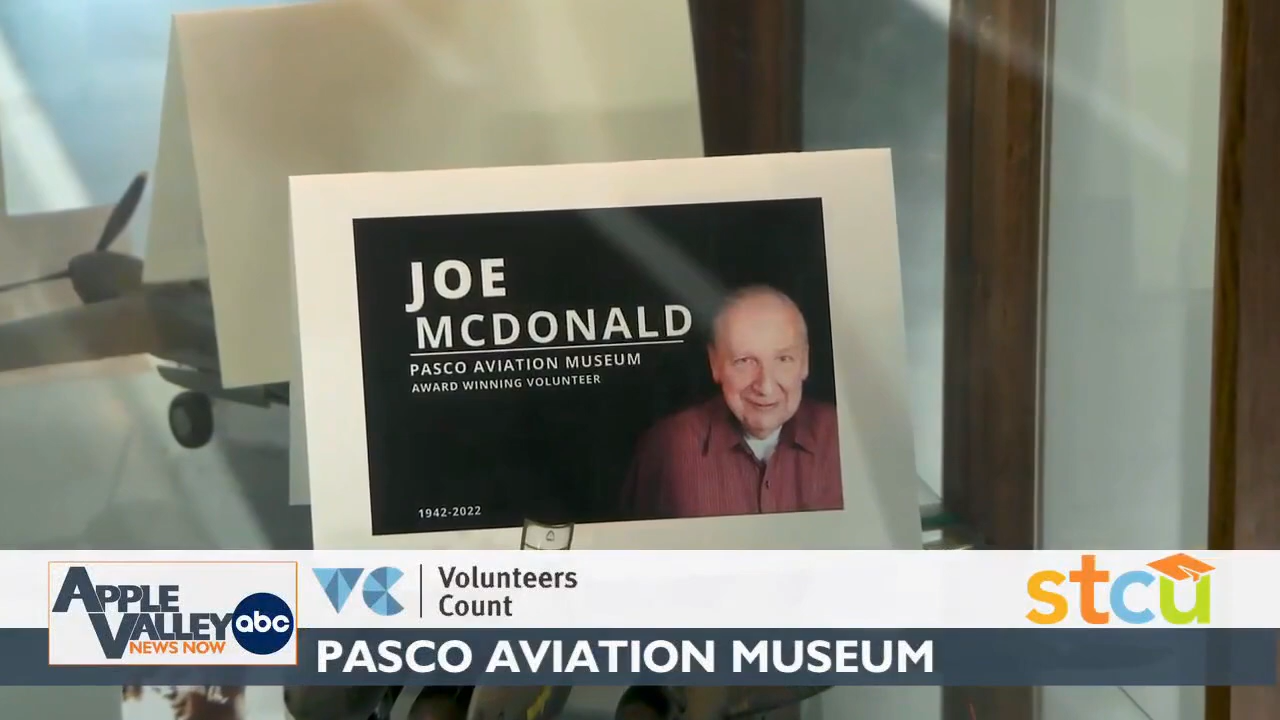 JOE
MCDONALD
PASCO AVIATION MUSEUM
AWARD WINNING VOLUNTEER
1942-2022
APPLE VALLEY
NEWS NOW
abc
VC
Volunteers
Count
stcu
PASCO AVIATION MUSEUM